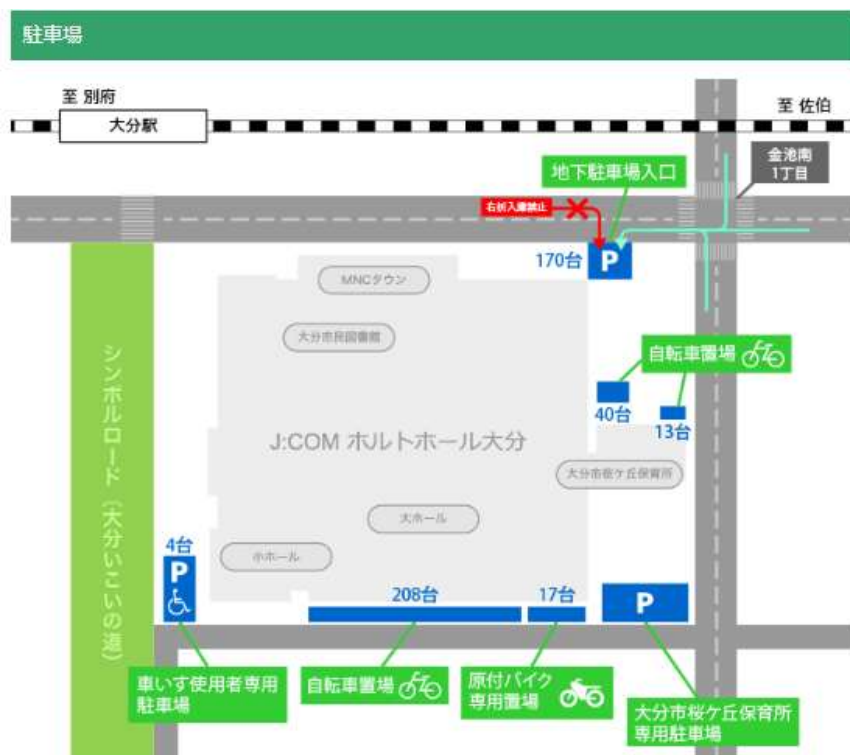 駐車場
至 別府
大分駅
至 佐伯
金池南
1丁目
地下駐車場入口
右折入庫禁止
170台
P
MNCタウン
大分市民図書館
自転車置場
40台
13台
J:COM ホルトホール大分
大分市桜ケ丘保育所
大ホール
小ホール
シンボルロード（大分いこいの道）
4台
P
208台
17台
P
車いす使用者専用
駐車場
自転車置場
原付バイク
専用置場
大分市桜ケ丘保育所
専用駐車場